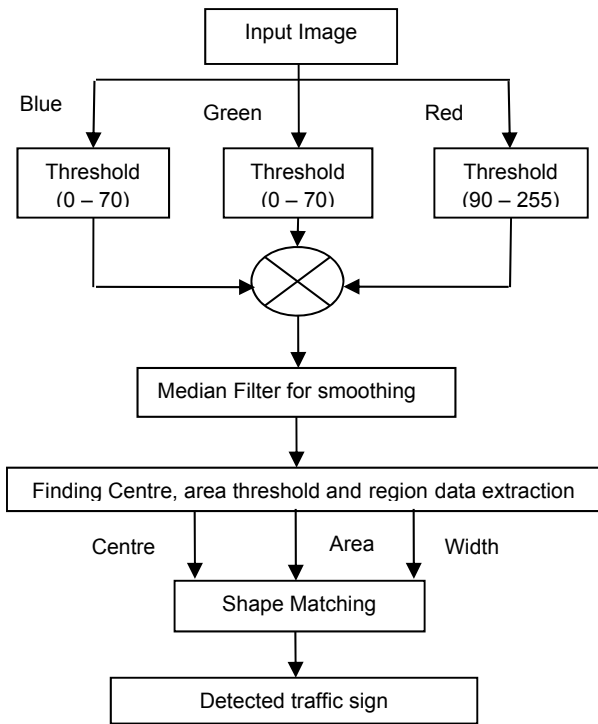 Input Image
Blue
Green
Red
Threshold
(0 – 70)
Threshold
(0 – 70)
Threshold
(90 – 255)
Median Filter for smoothing
Finding Centre, area threshold and region data extraction
Centre
Area
Width
Shape Matching
Detected traffic sign